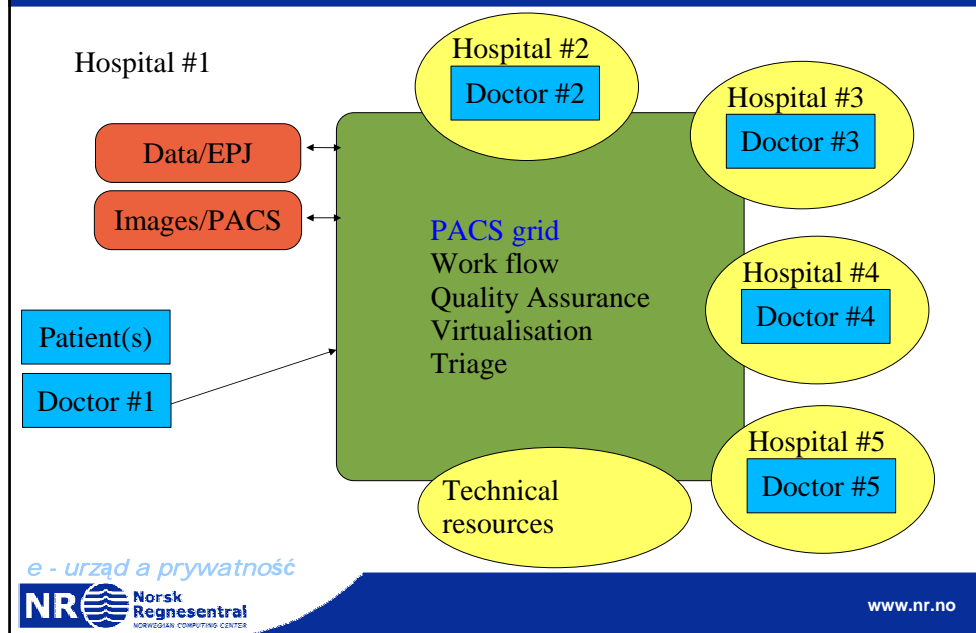 Hospital #1
Hospital #2
Doctor #2
Hospital #3
Doctor #3
Data/EPJ
Images/PACS
PACS grid
Work flow
Quality Assurance
Virtualisation
Triage
Hospital #4
Doctor #4
Patient(s)
Doctor #1
Hospital #5
Doctor #5
Technical
resources
e - urząd a prywatność
NR
Norsk
Regnesentral
NORWEGIAN COMPUTING CENTER
www.nr.no